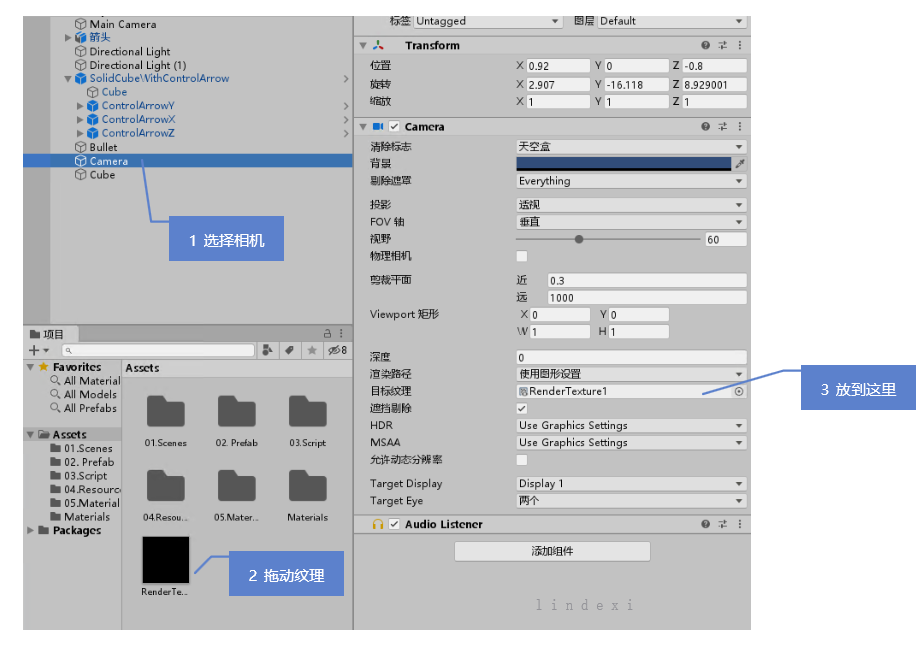 Main Camera
箭头
Directional Light
Directional Light (1)
SolidCube\WithControlArrow
Cube
ControlArrowY
ControlArrowX
ControlArrowZ
Bullet
Camera
Cube
1 选择相机
项目
8
Favorites
All Material
All Models
All Prefabs
Assets
01.Scenes
02. Prefab
03.Script
04.Resourc
05.Material
Materials
Packages
Assets
01.Scenes
02. Prefab
03.Script
04.Resou...
05.Mater...
Materials
RenderTe...
2 拖动纹理
标签 Untagged 图层 Default
Transform
位置 X 0.92 Y 0 Z -0.8
旋转 X 2.907 Y -16.118 Z 8.929001
缩放 X 1 Y 1 Z 1
Camera
清除标志 天空盒
背景
剔除遮罩 Everything
投影 透视
FOV 轴 垂直
视野 60
物理相机
剪裁平面 近 0.3
远 1000
Viewport 矩形 X 0 Y 0
W 1 H 1
深度 0
渲染路径 使用图形设置
目标纹理 RenderTexture1
遮挡剔除
HDR Use Graphics Settings
MSAA Use Graphics Settings
允许动态分辨率
Target Display Display 1
Target Eye 两个
Audio Listener
添加组件
lindexi
3 放到这里